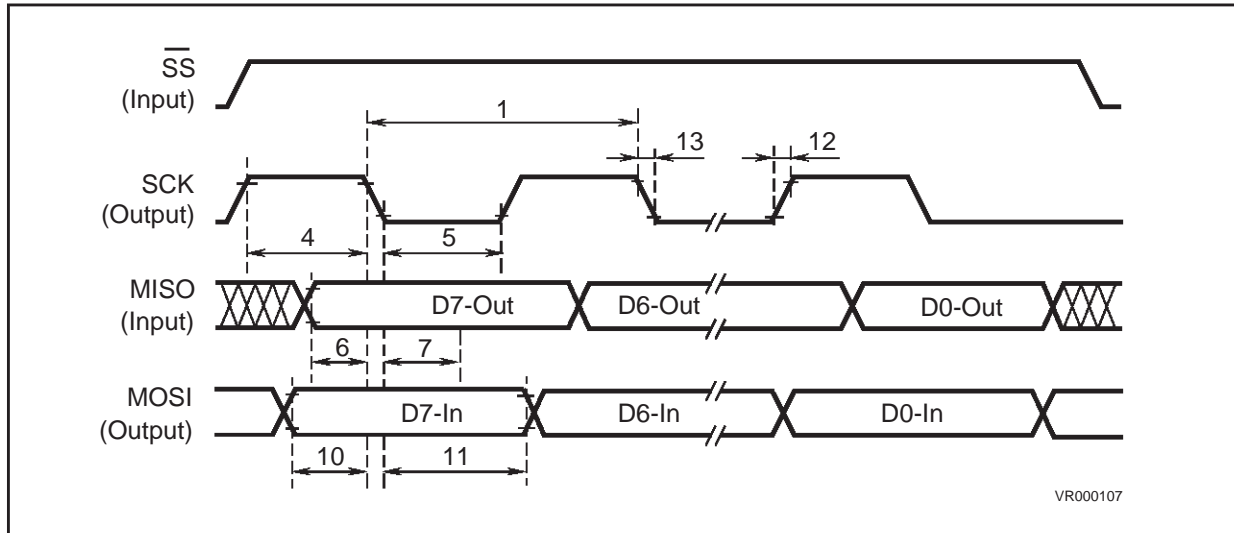 SS
(Input)
1
13
12
SCK
(Output)
4
5
MISO
(Input)
D7-Out
D6-Out
D0-Out
6
7
MOSI
(Output)
D7-In
D6-In
D0-In
10
11
VR000107